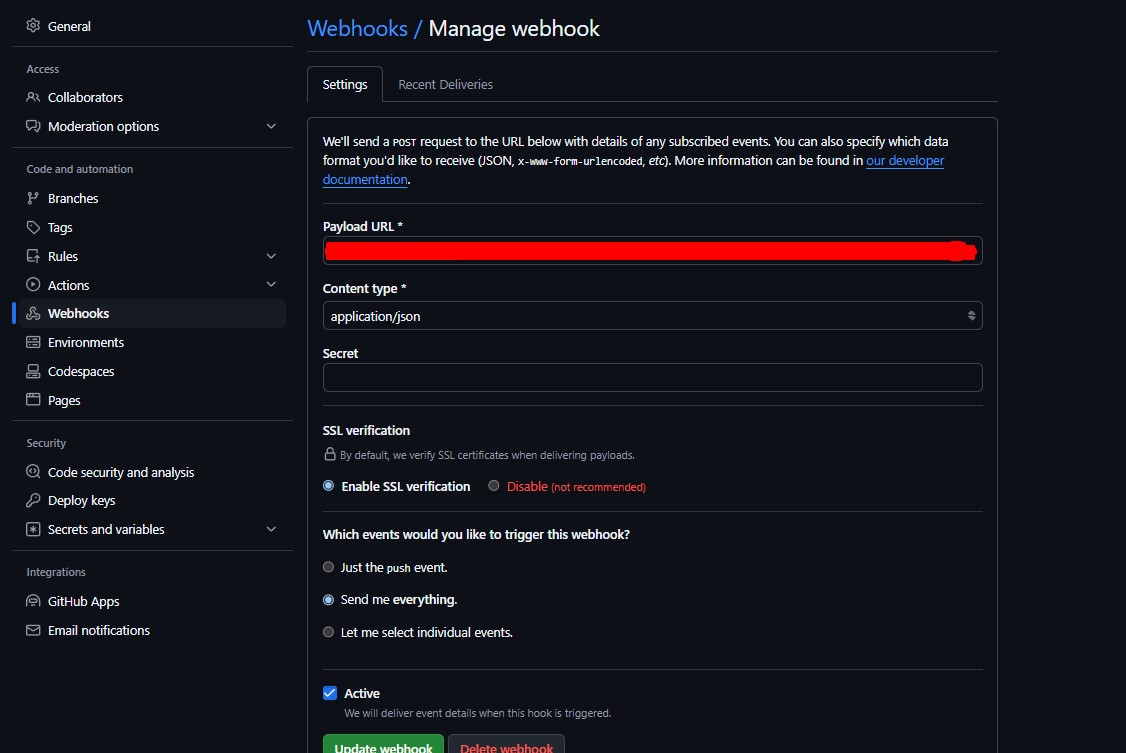 General
Access
Collaborators
Moderation options
Code and automation
Branches
Tags
Rules
Actions
Webhooks
Environments
Codespaces
Pages
Security
Code security and analysis
Deploy keys
Secrets and variables
Integrations
GitHub Apps
Email notifications
Webhooks / Manage webhook
Settings Recent Deliveries
We'll send a POST request to the URL below with details of any subscribed events. You can also specify which data
format you'd like to receive (JSON, x-www-form-urlencoded, etc). More information can be found in our developer
documentation.
Payload URL *
Content type *
application/json
Secret
SSL verification
By default, we verify SSL certificates when delivering payloads.
Enable SSL verification Disable (not recommended)
Which events would you like to trigger this webhook?
Just the push event.
Send me everything.
Let me select individual events.
Active
We will deliver event details when this hook is triggered.
Update webhook Delete webhook